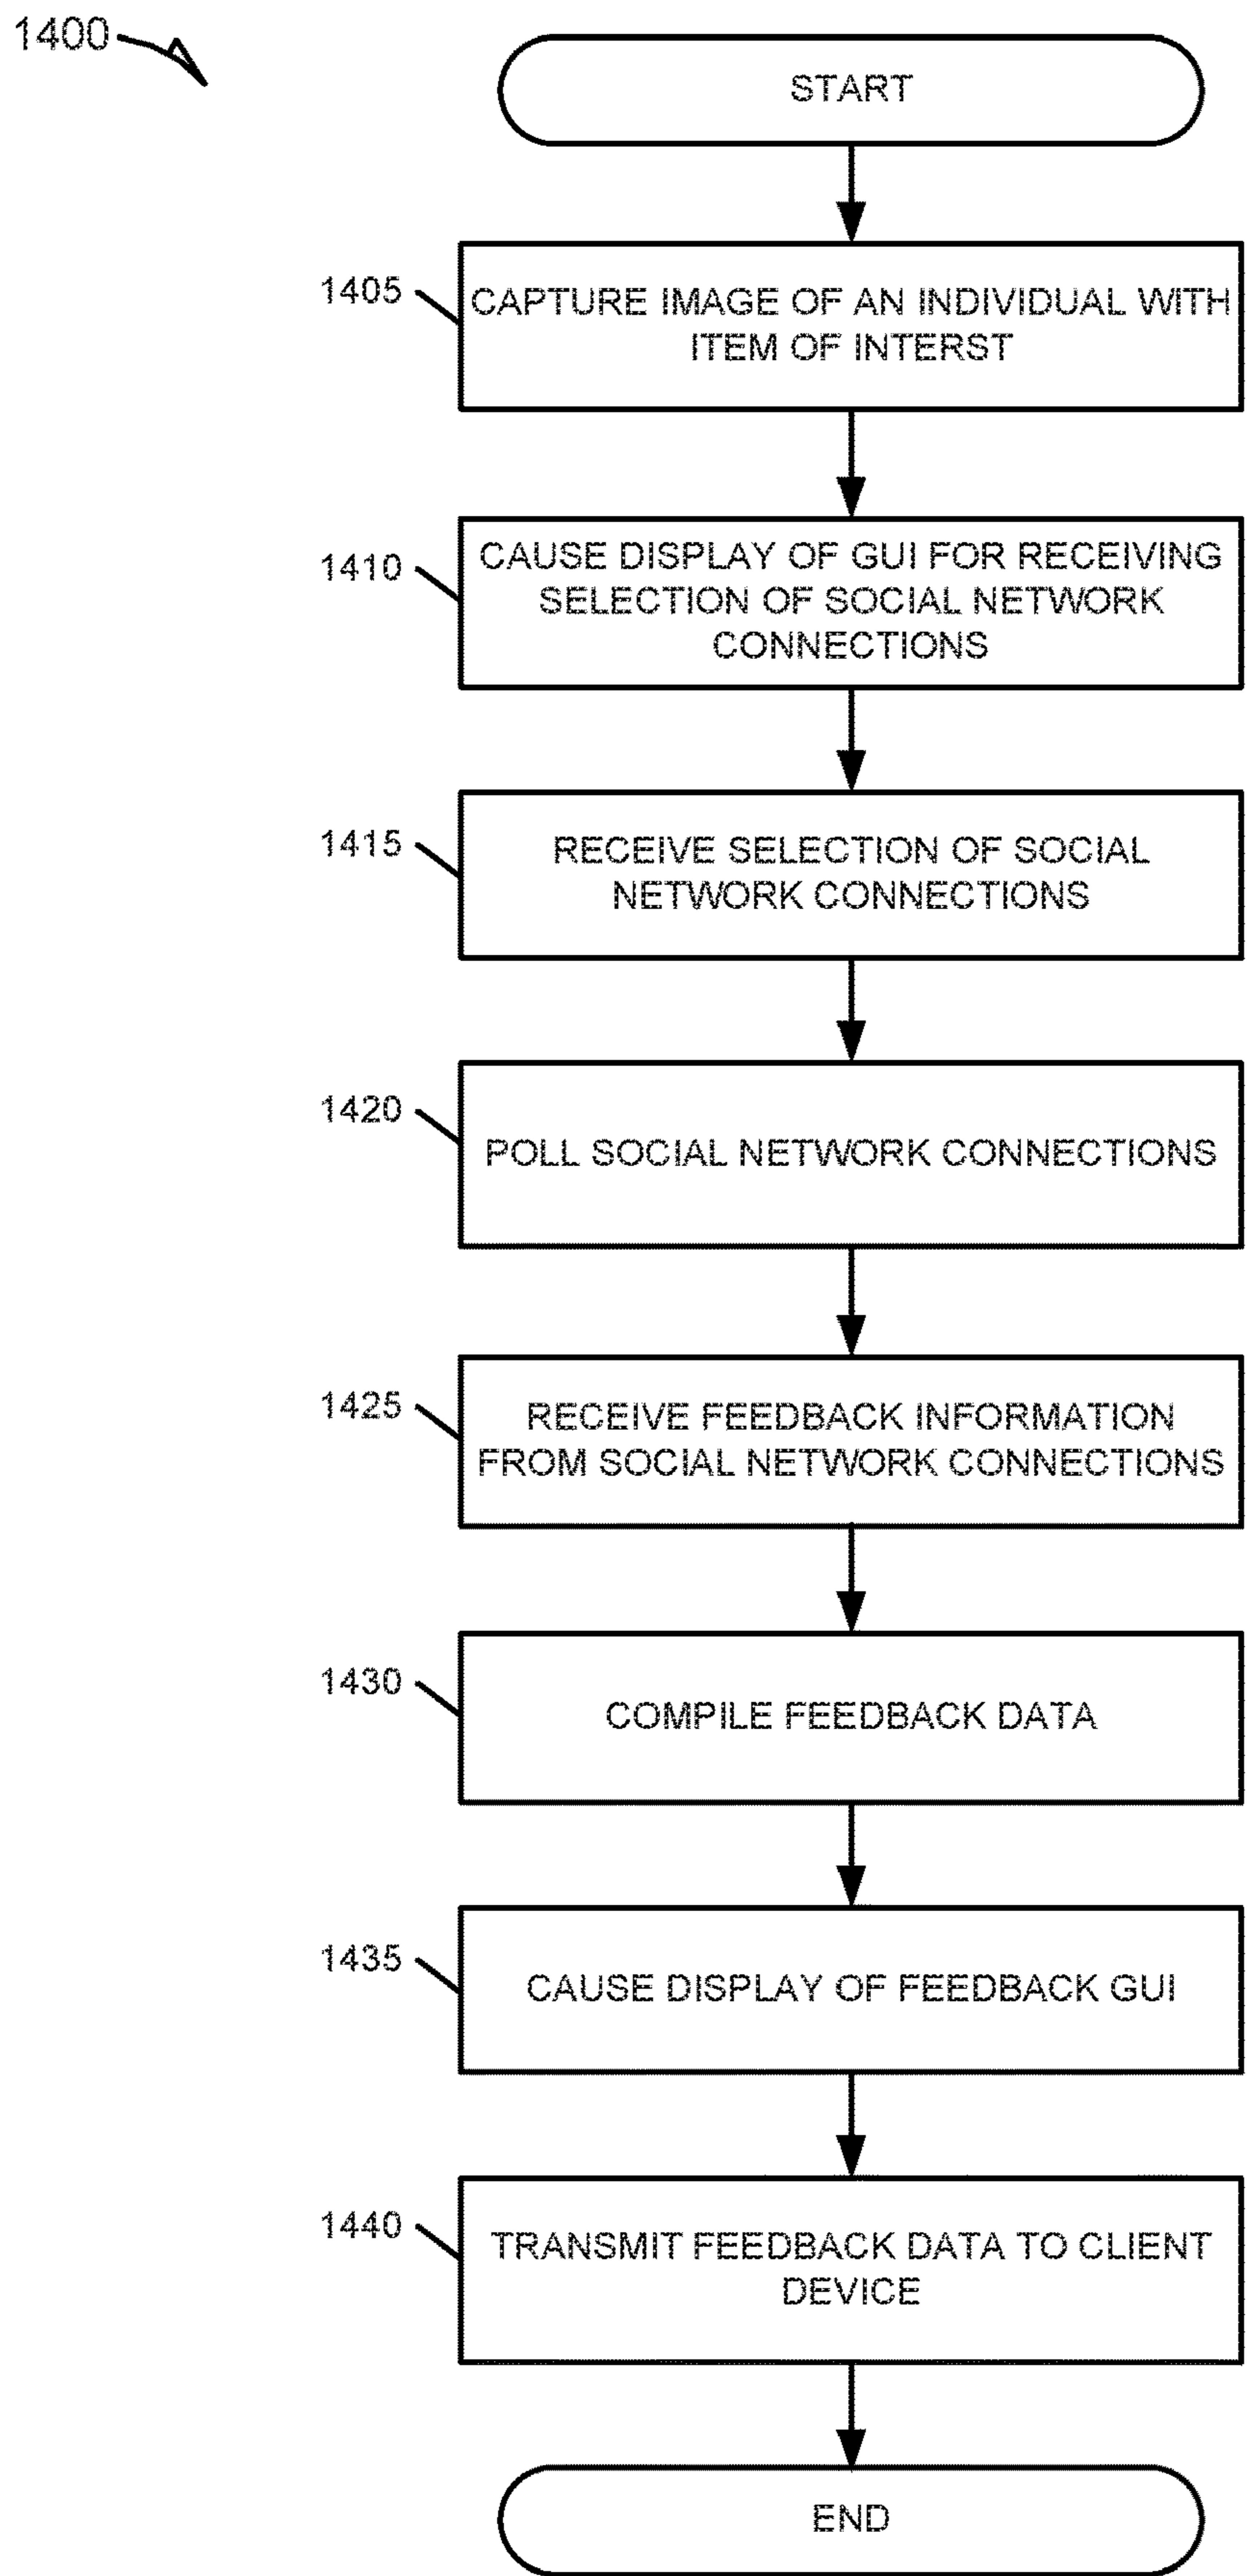 1400
START
1405
CAPTURE IMAGE OF AN INDIVIDUAL WITH
ITEM OF INTERST
1410
CAUSE DISPLAY OF GUI FOR RECEIVING
SELECTION OF SOCIAL NETWORK
CONNECTIONS
1415
RECEIVE SELECTION OF SOCIAL
NETWORK CONNECTIONS
1420
POLL SOCIAL NETWORK CONNECTIONS
1425
RECEIVE FEEDBACK INFORMATION
FROM SOCIAL NETWORK CONNECTIONS
1430
COMPILE FEEDBACK DATA
1435
CAUSE DISPLAY OF FEEDBACK GUI
1440
TRANSMIT FEEDBACK DATA TO CLIENT
DEVICE
END